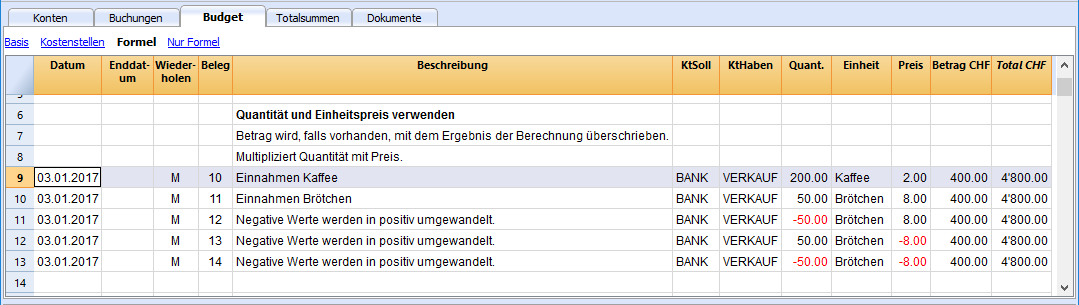 Konten Buchungen Budget Totalsummen Dokumente
Basis Kostenstellen Formel Nur Formel
Datum Enddat-um Wieder-holen Beleg Beschreibung KtSoll KtHaben Quant. Einheit Preis Betrag CHF Total CHF
6 Quantität und Einheitspreis verwenden
7 Betrag wird, falls vorhanden, mit dem Ergebnis der Berechnung überschrieben.
8 Multipliziert Quantität mit Preis.
9 03.01.2017 M 10 Einnahmen Kaffee BANK VERKAUF 200.00 Kaffee 2.00 400.00 4'800.00
10 03.01.2017 M 11 Einnahmen Brötchen BANK VERKAUF 50.00 Brötchen 8.00 400.00 4'800.00
11 03.01.2017 M 12 Negative Werte werden in positiv umgewandelt. BANK VERKAUF -50.00 Brötchen 8.00 400.00 4'800.00
12 03.01.2017 M 13 Negative Werte werden in positiv umgewandelt. BANK VERKAUF 50.00 Brötchen -8.00 400.00 4'800.00
13 03.01.2017 M 14 Negative Werte werden in positiv umgewandelt. BANK VERKAUF -50.00 Brötchen -8.00 400.00 4'800.00
14